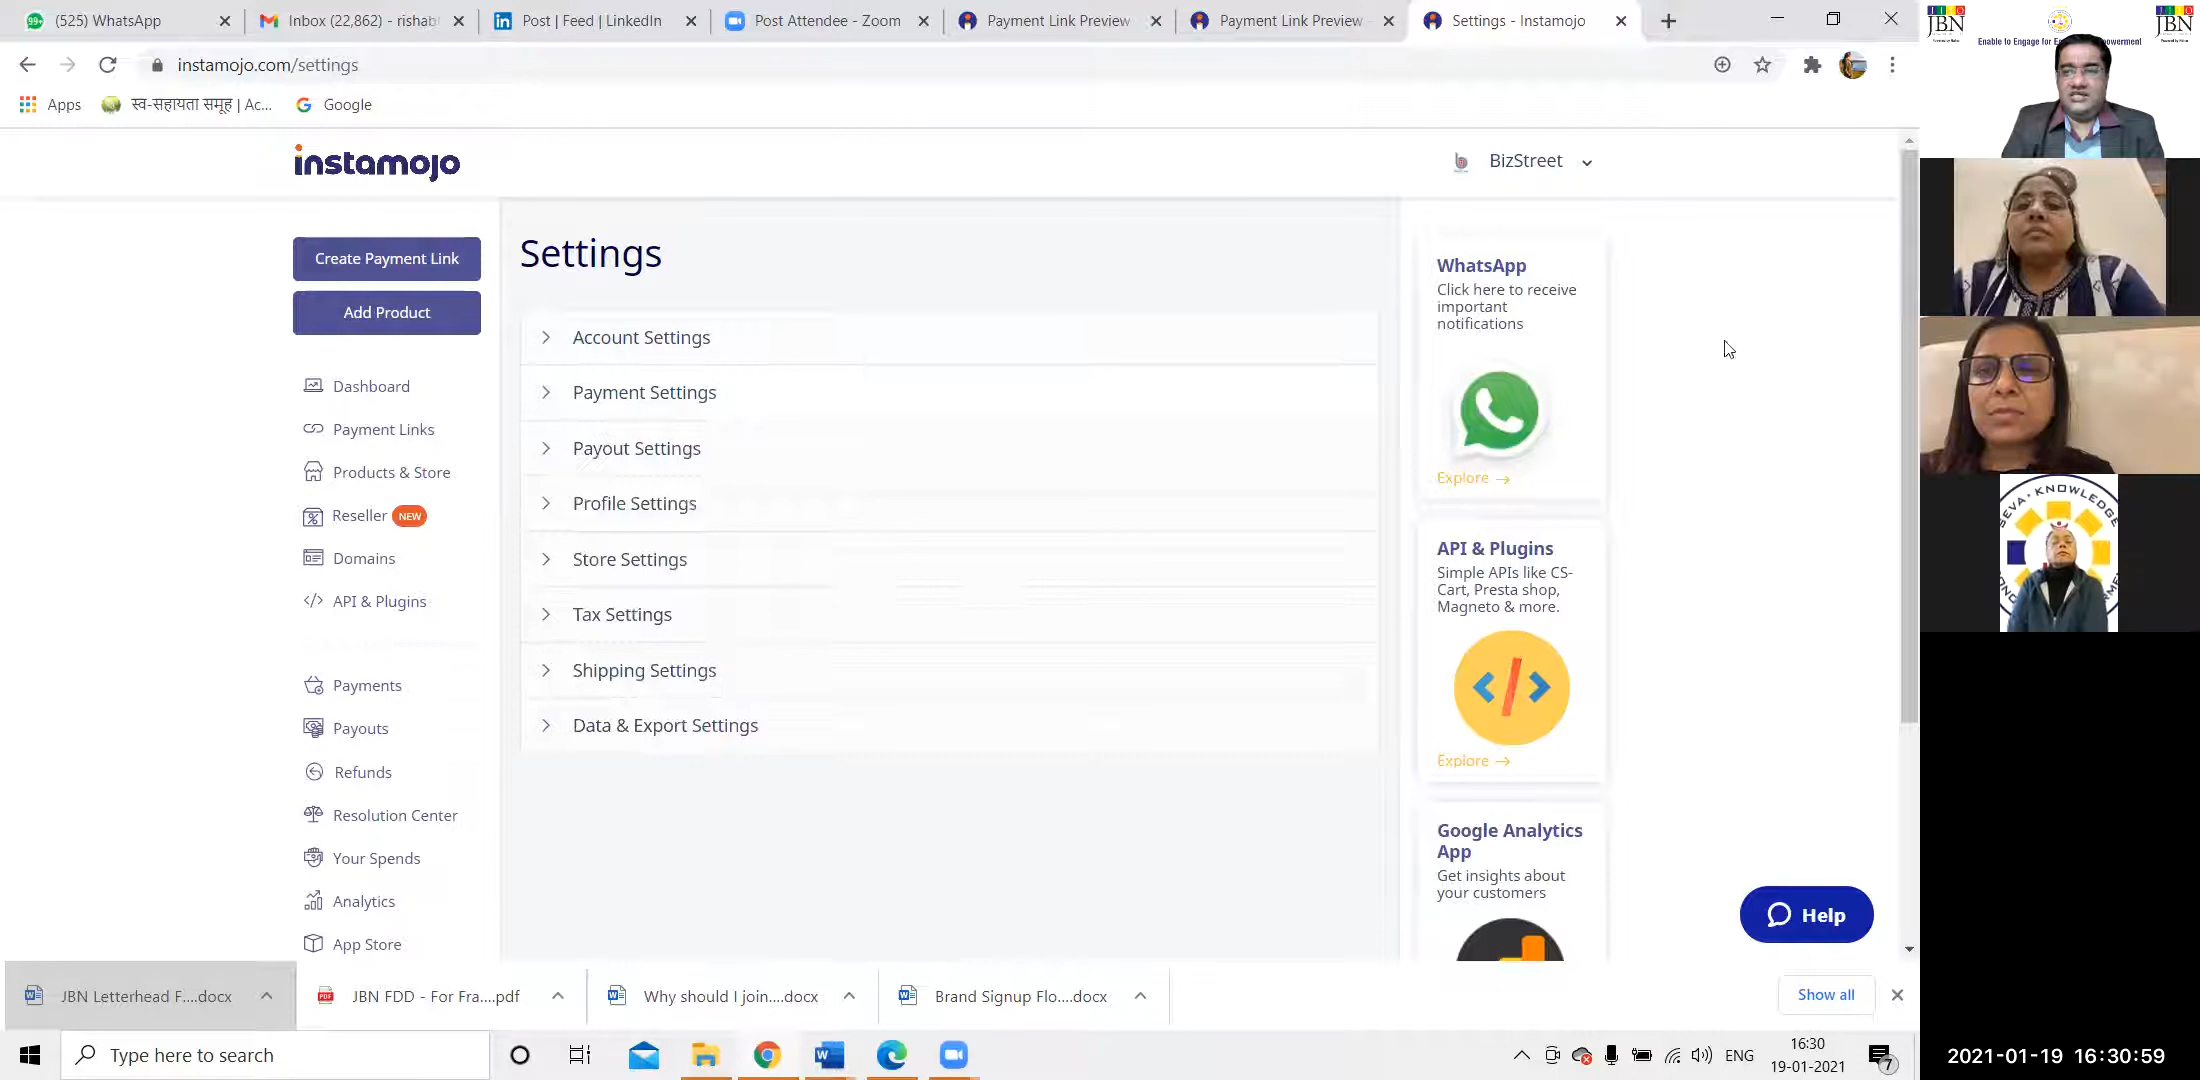 (525) WhatsApp
Inbox (22,862) - rishab
Post | Feed | LinkedIn
Post Attendee - Zoom
Payment Link Preview
Payment Link Preview
Settings - Instamojo
instamojo.com/settings
Apps
स्व-सहायता समूह | Ac...
Google
instamojo
BizStreet
Create Payment Link
Add Product
Dashboard
Payment Links
Products & Store
Reseller NEW
Domains
API & Plugins
Payments
Payouts
Refunds
Resolution Center
Your Spends
Analytics
App Store
Settings
Account Settings
Payment Settings
Payout Settings
Profile Settings
Store Settings
Tax Settings
Shipping Settings
Data & Export Settings
WhatsApp
Click here to receive
important
notifications
Explore →
API & Plugins
Simple APIs like CS-
Cart, Presta shop,
Magneto & more.
Explore →
Google Analytics
App
Get insights about
your customers
Help
JBN Letterhead F....docx
JBN FDD - For Fra....pdf
Why should I join....docx
Brand Signup Flo....docx
Show all
Type here to search
ENG
16:30
19-01-2021
7
JBN
JBN
Enable to Engage for
SEVA • KNOWLEDGE
2021-01-19 16:30:59